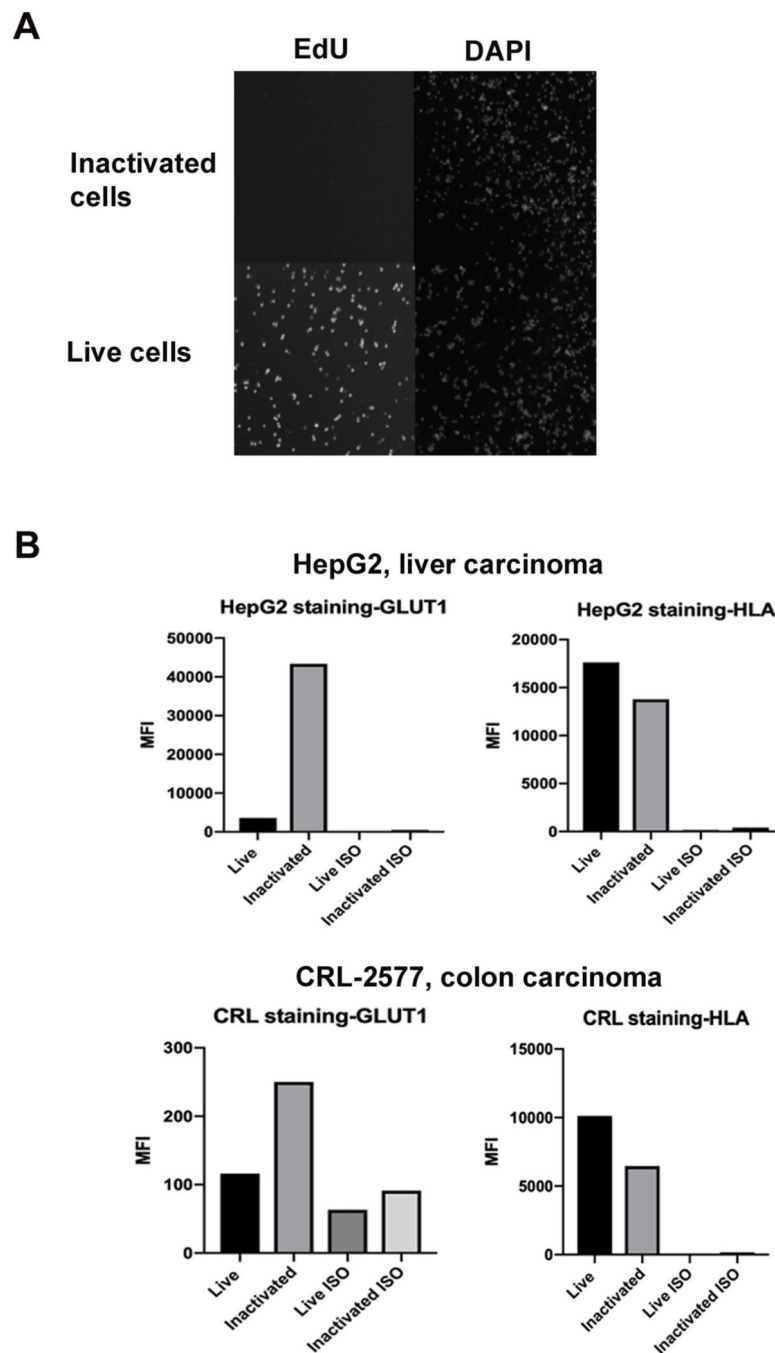 A
EdU DAPI
Inactivated
cells
Live cells
B
HepG2, liver carcinoma
HepG2 staining-GLUT1
50000
40000
30000
20000
10000
0
MFI
Live
Inactivated
Live ISO
Inactivated ISO
HepG2 staining-HLA
20000
15000
10000
5000
0
MFI
Live
Inactivated
Live ISO
Inactivated ISO
CRL-2577, colon carcinoma
CRL staining-GLUT1
300
200
100
0
MFI
Live
Inactivated
Live ISO
Inactivated ISO
CRL staining-HLA
15000
10000
5000
0
MFI
Live
Inactivated
Live ISO
Inactivated ISO